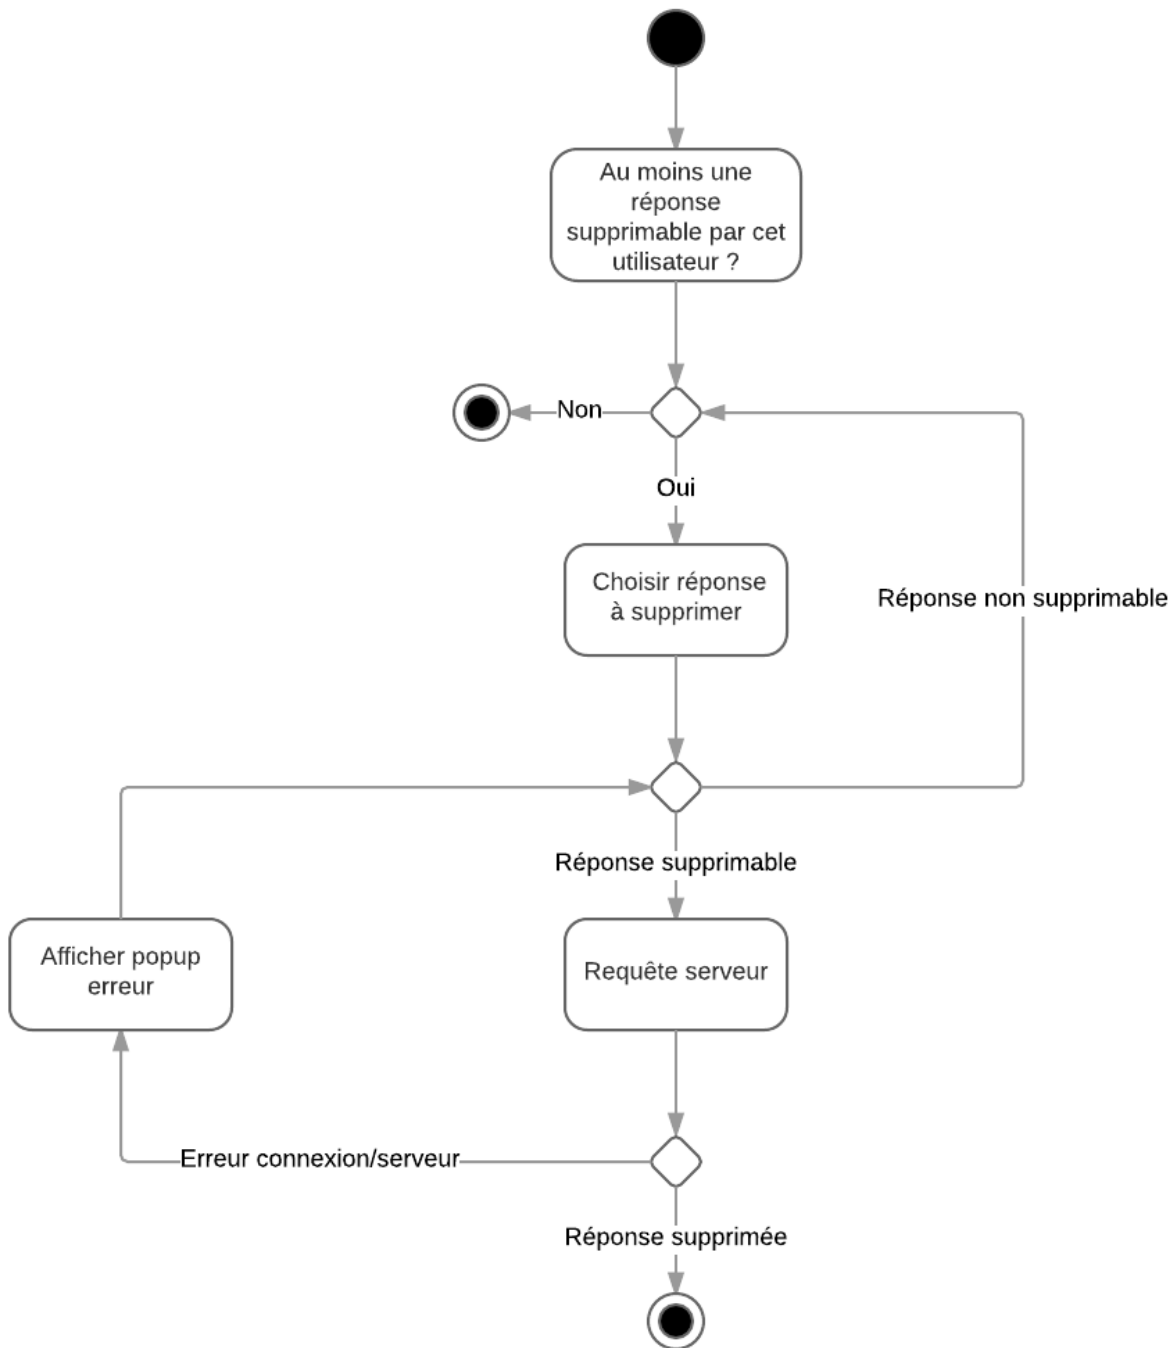 Au moins une
réponse
supprimable par cet
utilisateur ?
Non
Oui
Choisir réponse
à supprimer
Réponse non supprimable
Réponse supprimable
Afficher popup
erreur
Requête serveur
Erreur connexion/serveur
Réponse supprimée